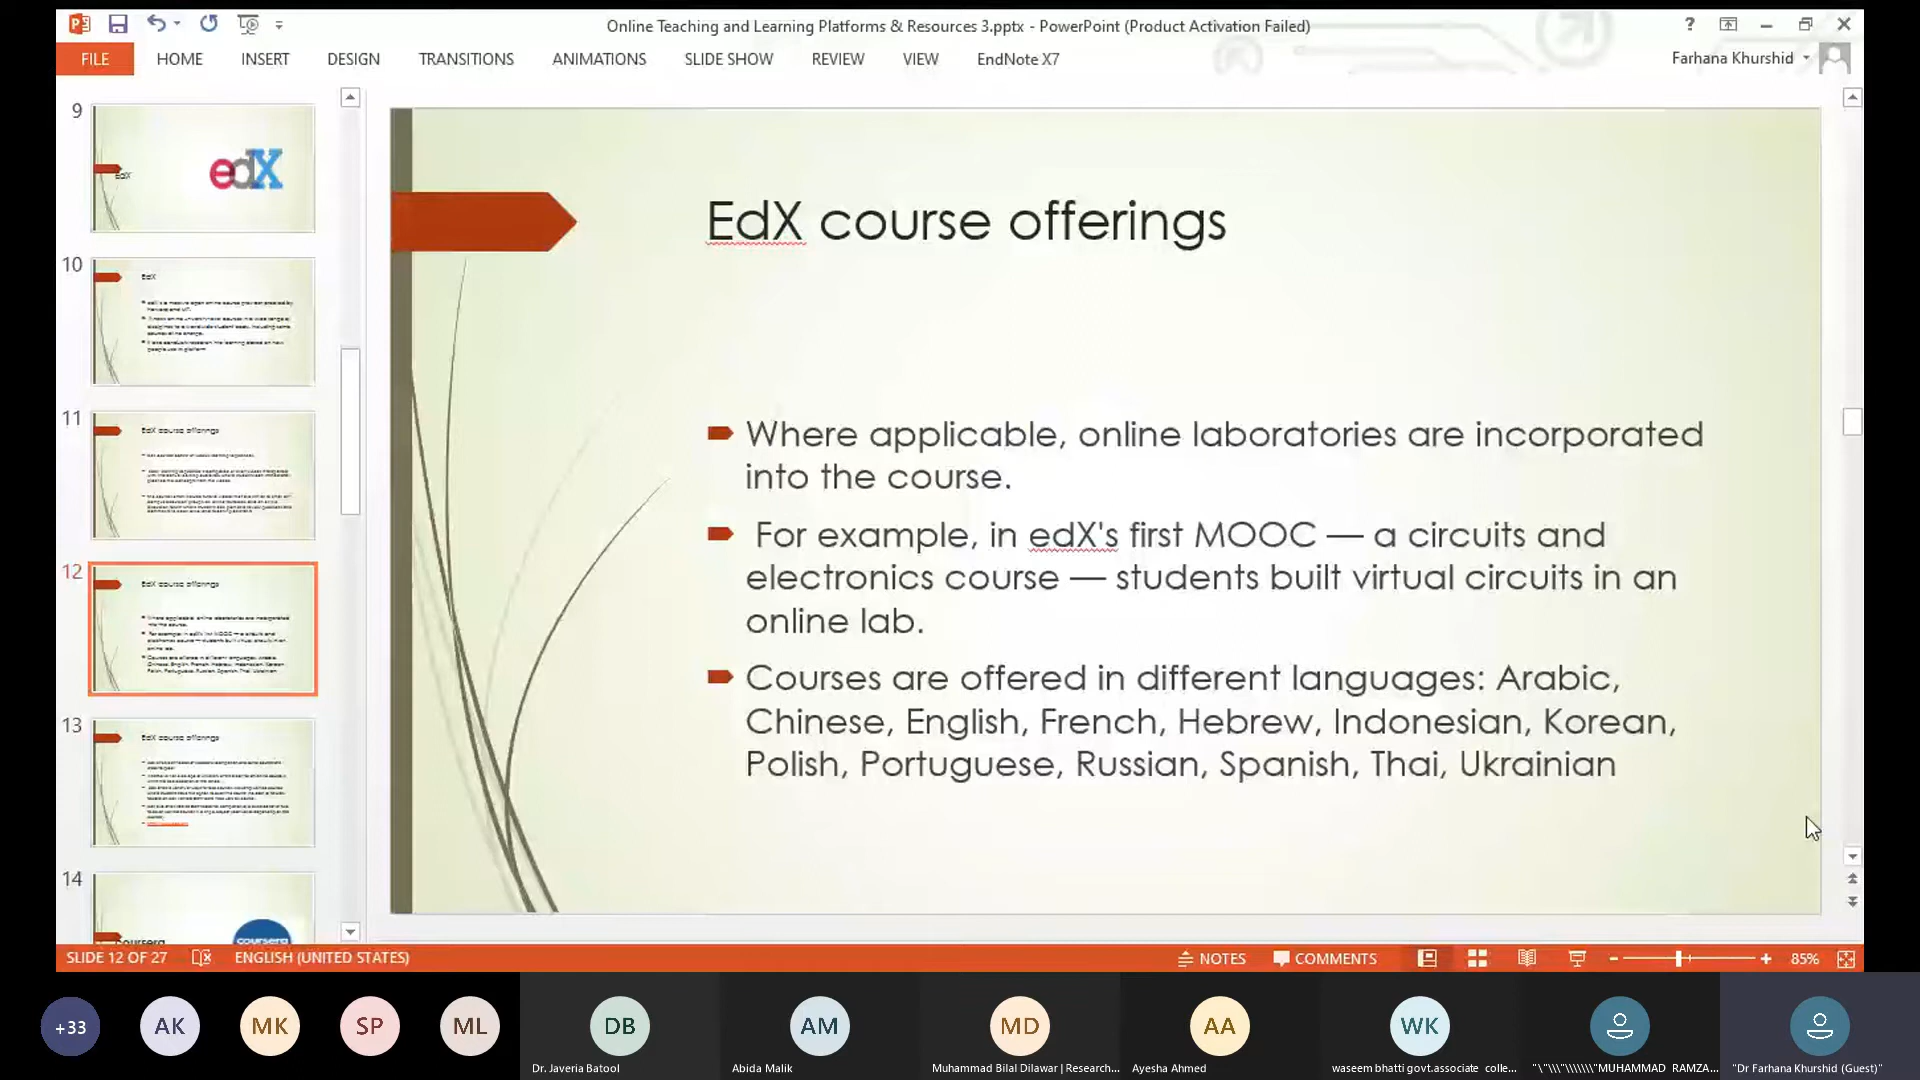 Online Teaching and Learning Platforms & Resources 3.pptx - PowerPoint (Product Activation Failed)
FILE HOME INSERT DESIGN TRANSITIONS ANIMATIONS SLIDE SHOW REVIEW VIEW EndNote X7
Farhana Khurshid
9
EdX
edX
10
EdX
11
EdX course offerings
12
EdX course offerings
13
EdX course offerings
14
Coursera
coursera
EdX course offerings
Where applicable, online laboratories are incorporated
into the course.
For example, in edX's first MOOC — a circuits and
electronics course — students built virtual circuits in an
online lab.
Courses are offered in different languages: Arabic,
Chinese, English, French, Hebrew, Indonesian, Korean,
Polish, Portuguese, Russian, Spanish, Thai, Ukrainian
SLIDE 12 OF 27 ENGLISH (UNITED STATES) NOTES COMMENTS 85%
+33 AK MK SP ML DB AM MD AA WK
Dr. Javeria Batool
Abida Malik
Muhammad Bilal Dilawar | Research...
Ayesha Ahmed
waseem bhatti govt.associate colle...
"\"\\\"\\\\\\\"MUHAMMAD RAMZA...
"Dr Farhana Khurshid (Guest)"